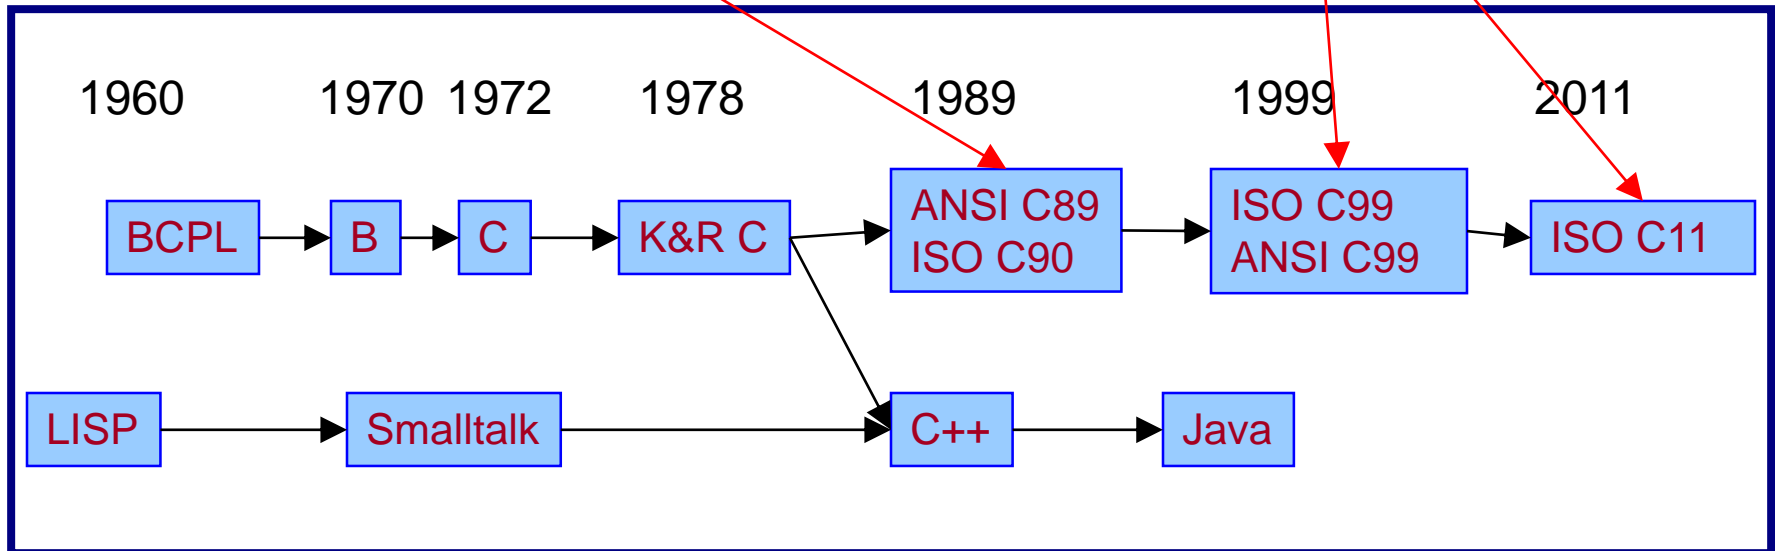 1960 1970 1972 1978 1989 1999 2011
BCPL B C K&R C ANSI C89 ISO C99 ISO C11
ISO C90 ANSI C99
LISP Smalltalk C++ Java